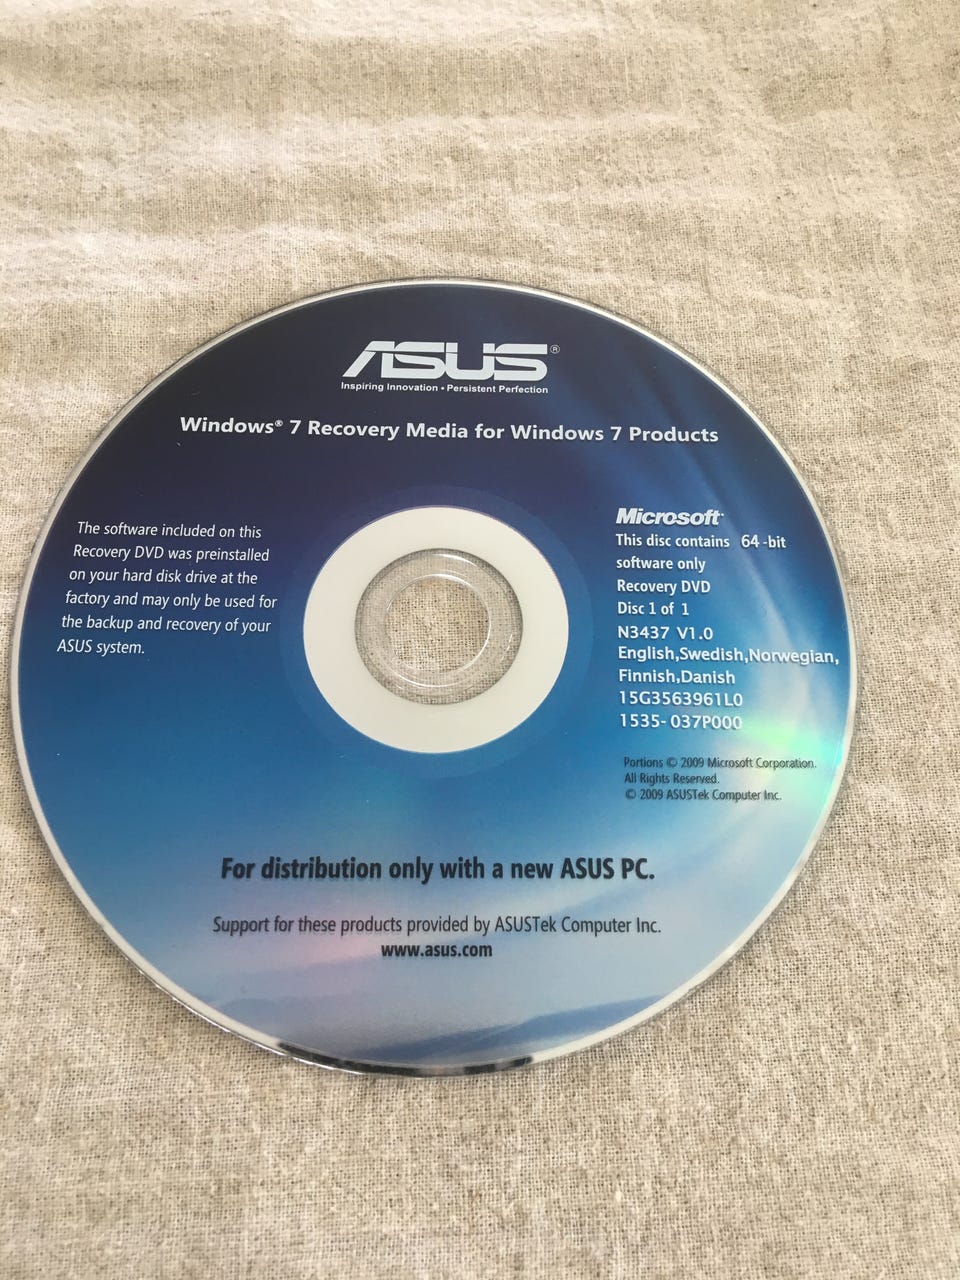 ASUS®
Inspiring Innovation • Persistent Perfection
Windows® 7 Recovery Media for Windows 7 Products
The software included on this
Recovery DVD was preinstalled
on your hard disk drive at the
factory and may only be used for
the backup and recovery of your
ASUS system.
Microsoft
This disc contains 64 -bit
software only
Recovery DVD
Disc 1 of 1
N3437 V1.0
English,Swedish,Norwegian,
Finnish,Danish
15G3563961L0
1535- 037P000
Portions © 2009 Microsoft Corporation.
All Rights Reserved.
© 2009 ASUSTek Computer Inc.
For distribution only with a new ASUS PC.
Support for these products provided by ASUSTek Computer Inc.
www.asus.com